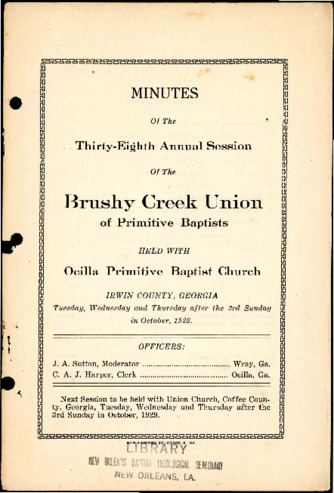 MINUTES
Of The
Thirty-Eighth Annual Session
Of The
Brushy Creek Union
of Primitive Baptists
HELD WITH
Ocilla Primitive Baptist Church
IRWIN COUNTY, GEORGIA
Tuesday, Wednesday and Thursday after the 3rd Sunday
in October, 1928.
OFFICERS:
J. A. Sutton, Moderator ........................ Wray, Ga.
C. A. J. Harper, Clerk ........................ Ocilla, Ga.
Next Session to be held with Union Church, Coffee Coun-
ty, Georgia, Tuesday, Wednesday and Thursday after the
3rd Sunday in October, 1929.
LIBRARY
NEW ORLEANS BAPTIST THEOLOGICAL SEMINARY
NEW ORLEANS, LA.